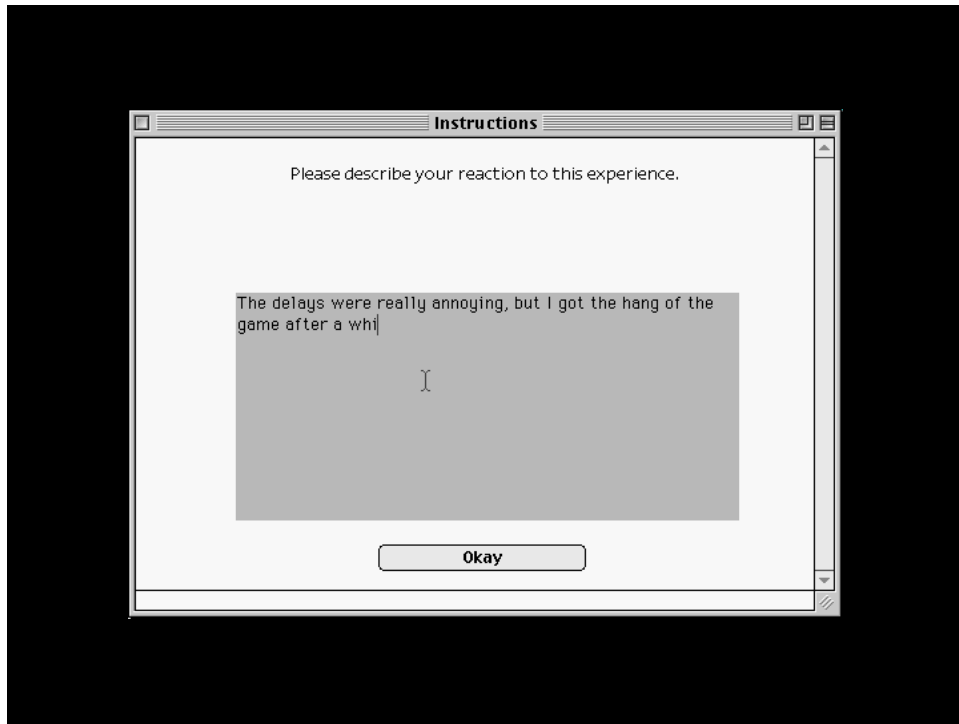 Instructions
Please describe your reaction to this experience.
The delays were really annoying, but I got the hang of the
game after a whi
Okay